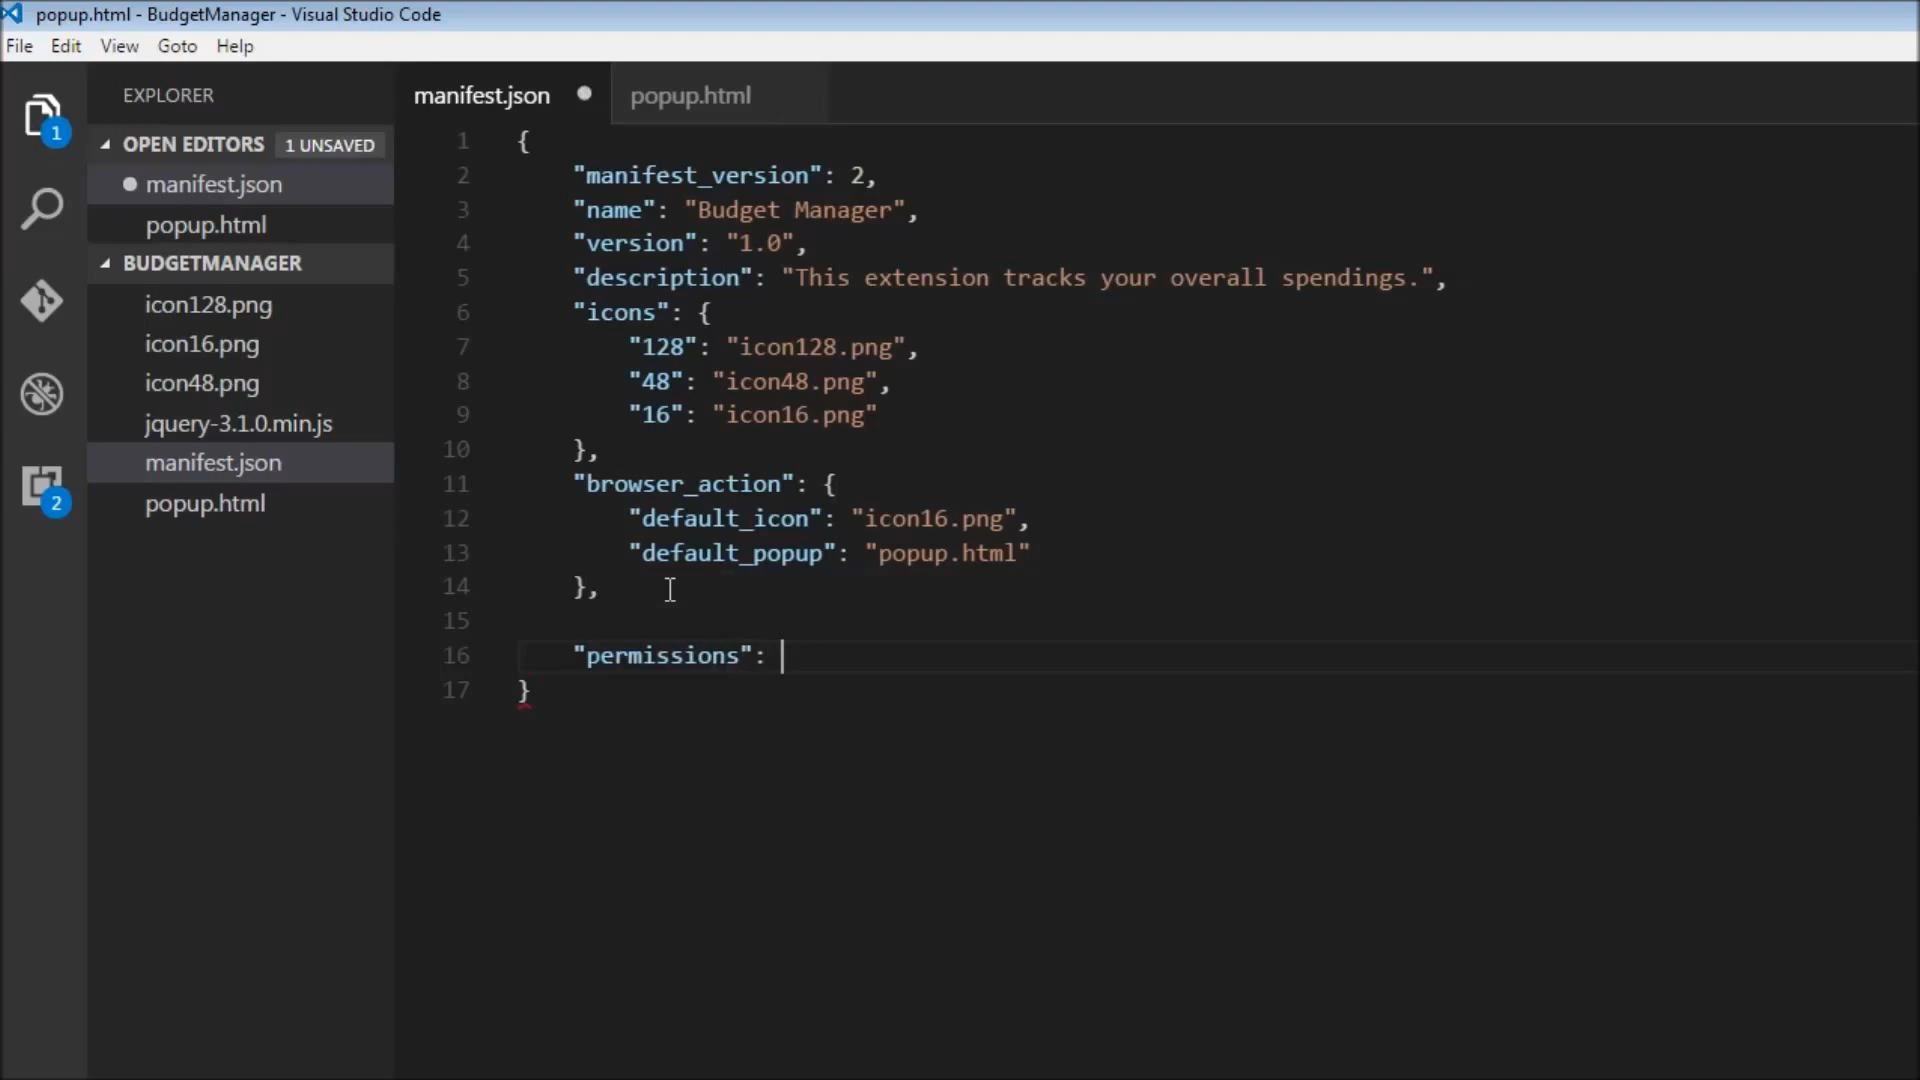 popup.html - BudgetManager - Visual Studio Code
File Edit View Goto Help
EXPLORER
OPEN EDITORS 1 UNSAVED
manifest.json
popup.html
BUDGETMANAGER
icon128.png
icon16.png
icon48.png
jquery-3.1.0.min.js
manifest.json
popup.html
1
2
manifest.json popup.html
1 {
2 "manifest_version": 2,
3 "name": "Budget Manager",
4 "version": "1.0",
5 "description": "This extension tracks your overall spendings.",
6 "icons": {
7 "128": "icon128.png",
8 "48": "icon48.png",
9 "16": "icon16.png"
10 },
11 "browser_action": {
12 "default_icon": "icon16.png",
13 "default_popup": "popup.html"
14 },
15
16 "permissions":
17 }